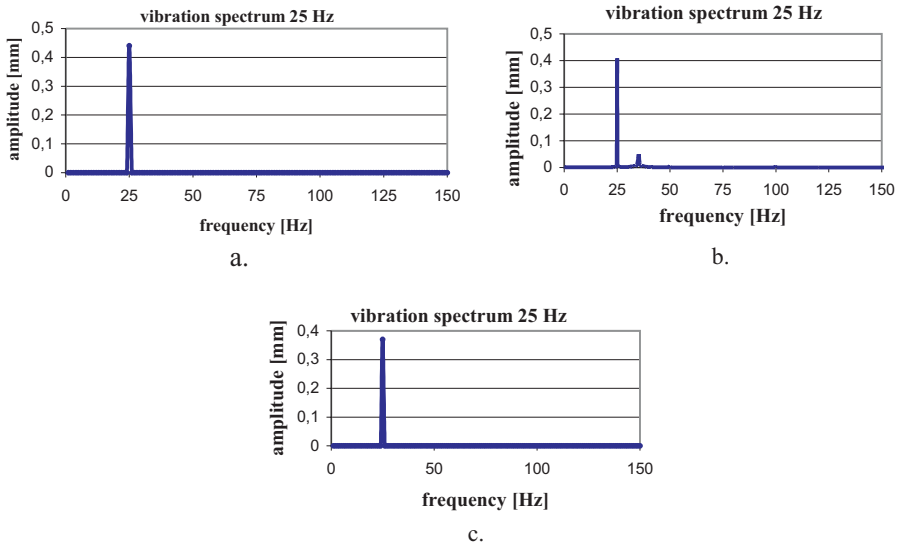 vibration spectrum 25 Hz
amplitude [mm]
0,5
0,4
0,3
0,2
0,1
0
0 25 50 75 100 125 150
frequency [Hz]
a.
vibration spectrum 25 Hz
amplitude [mm]
0,5
0,4
0,3
0,2
0,1
0
0 25 50 75 100 125 150
frequency [Hz]
b.
vibration spectrum 25 Hz
amplitude [mm]
0,4
0,3
0,2
0,1
0
0 50 100 150
frequency [Hz]
c.